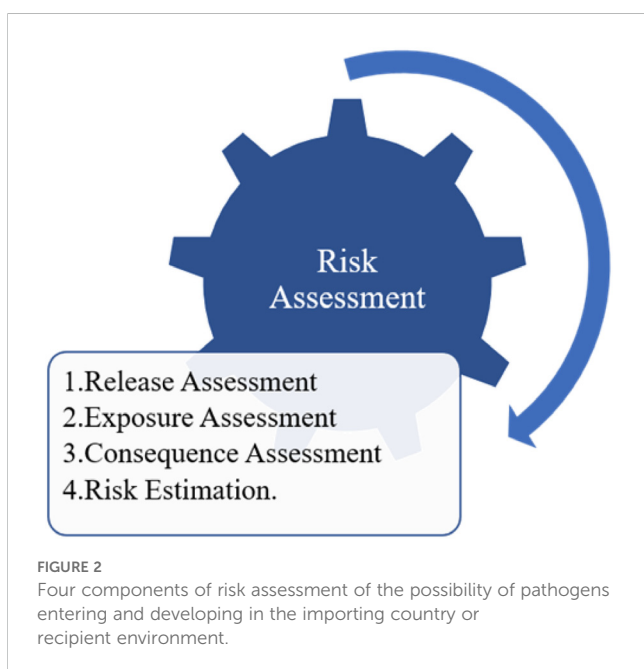 Risk
Assessment
1.Release Assessment
2.Exposure Assessment
3.Consequence Assessment
4.Risk Estimation.
FIGURE 2
Four components of risk assessment of the possibility of pathogens
entering and developing in the importing country or
recipient environment.